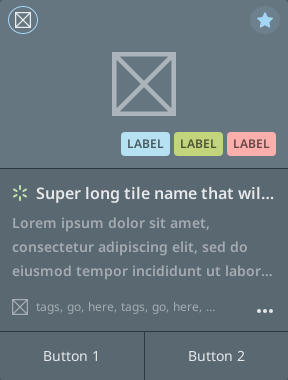 LABEL LABEL LABEL
Super long tile name that wil...
Lorem ipsum dolor sit amet,
consectetur adipiscing elit, sed do
eiusmod tempor incididunt ut labor...
tags, go, here, tags, go, here, ...
Button 1 Button 2